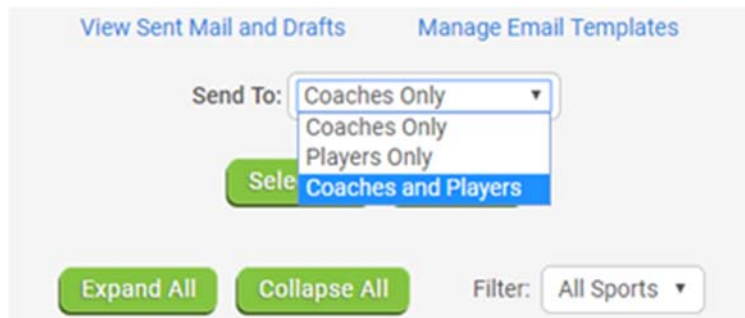 View Sent Mail and Drafts Manage Email Templates
Send To: Coaches Only
Coaches Only
Players Only
Sele Coaches and Players
Expand All Collapse All Filter: All Sports